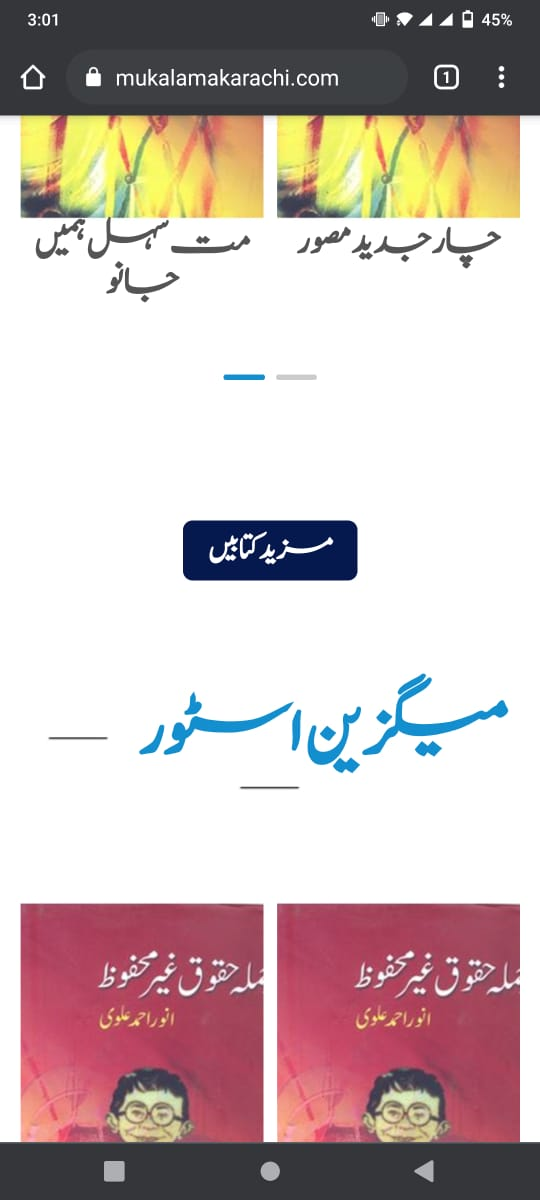 3:01
45%
mukalamakarachi.com
1
چار جدید مصور
مت سہل ہمیں
جانو
مزید کتابیں
میگزین اسٹور
جملہ حقوق غیر محفوظ
انور احمد علوی
جملہ حقوق غیر محفوظ
انور احمد علوی